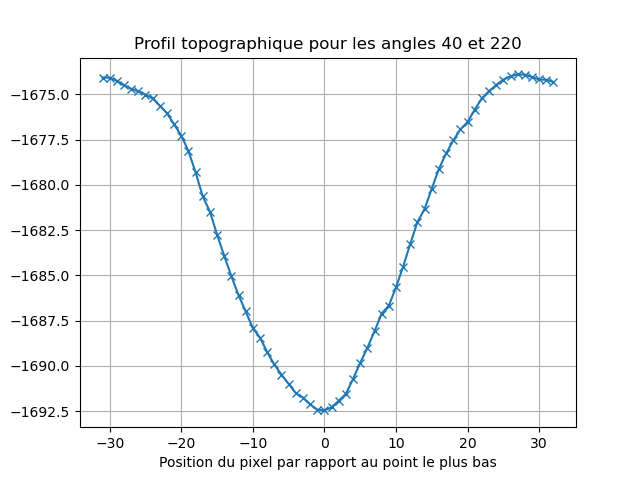 Profil topographique pour les angles 40 et 220
−1675.0
−1677.5
−1680.0
−1682.5
−1685.0
−1687.5
−1690.0
−1692.5
−30 −20 −10 0 10 20 30
Position du pixel par rapport au point le plus bas